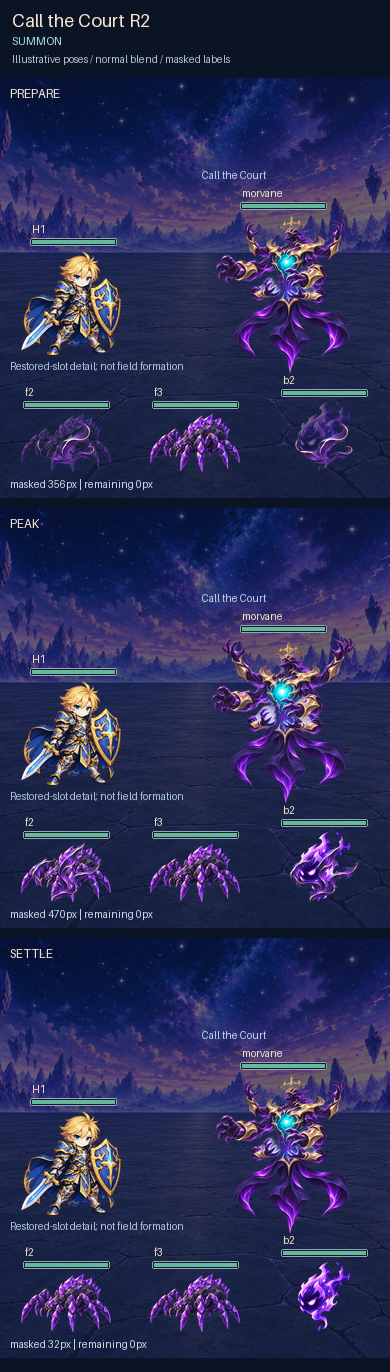 Call the Court R2
SUMMON
Illustrative poses / normal blend / masked labels
PREPARE
Call the Court
morvane
H1
Restored-slot detail; not field formation
b2
f2
f3
masked 356px | remaining 0px
PEAK
Call the Court
morvane
H1
Restored-slot detail; not field formation
b2
f2
f3
masked 470px | remaining 0px
SETTLE
Call the Court
morvane
H1
Restored-slot detail; not field formation
b2
f2
f3
masked 32px | remaining 0px